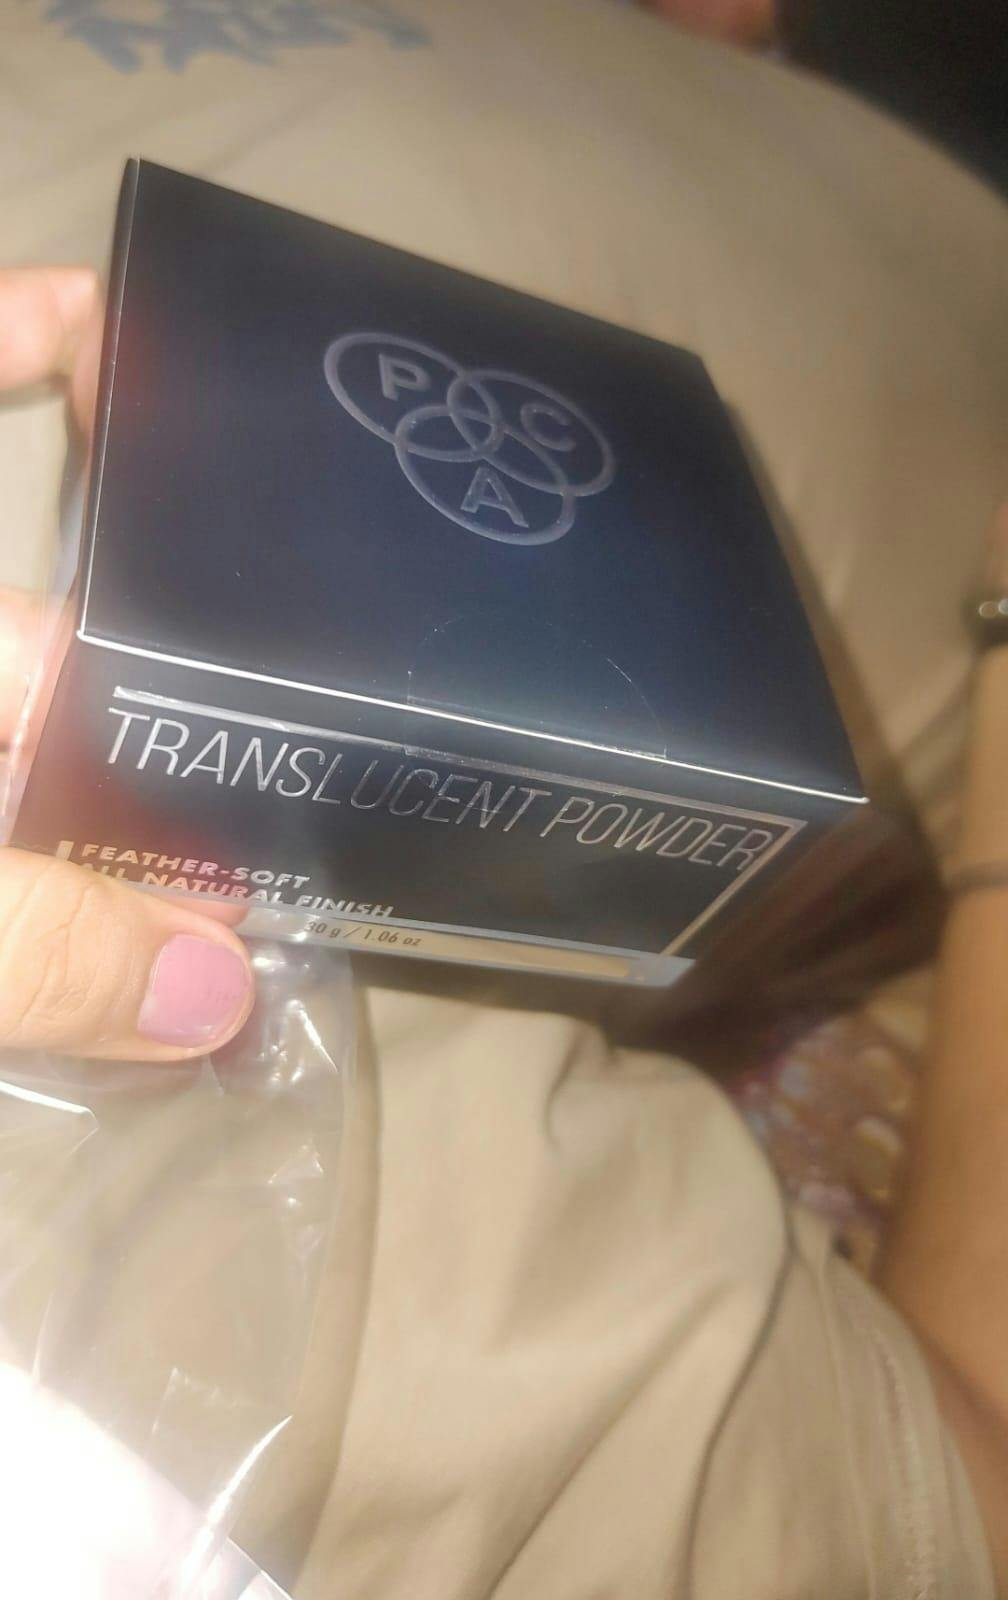 P C
A
TRANSLUCENT POWDER
FEATHER-SOFT
ALL NATURAL FINISH
30 g / 1.06 oz